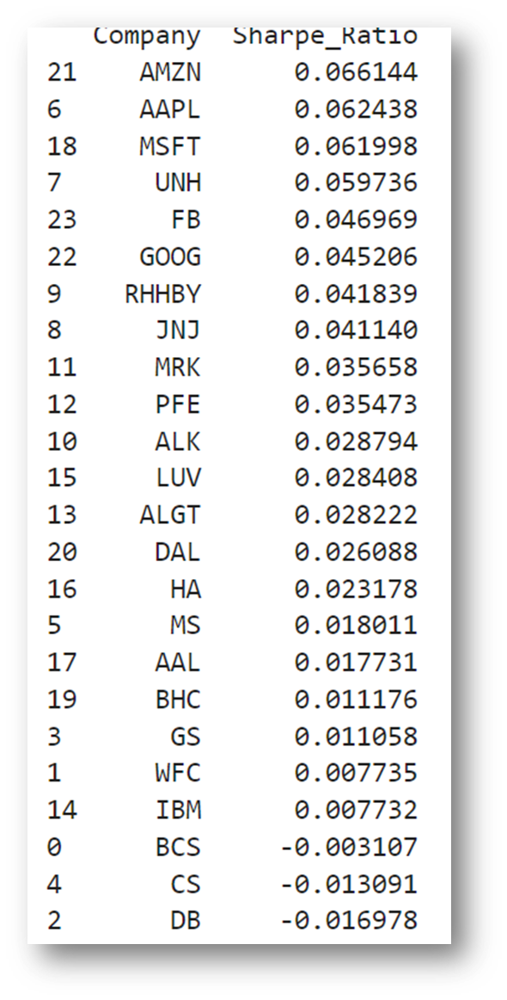 Company Sharpe_Ratio
21 AMZN 0.066144
6 AAPL 0.062438
18 MSFT 0.061998
7 UNH 0.059736
23 FB 0.046969
22 GOOG 0.045206
9 RHHBY 0.041839
8 JNJ 0.041140
11 MRK 0.035658
12 PFE 0.035473
10 ALK 0.028794
15 LUV 0.028408
13 ALGT 0.028222
20 DAL 0.026088
16 HA 0.023178
5 MS 0.018011
17 AAL 0.017731
19 BHC 0.011176
3 GS 0.011058
1 WFC 0.007735
14 IBM 0.007732
0 BCS -0.003107
4 CS -0.013091
2 DB -0.016978